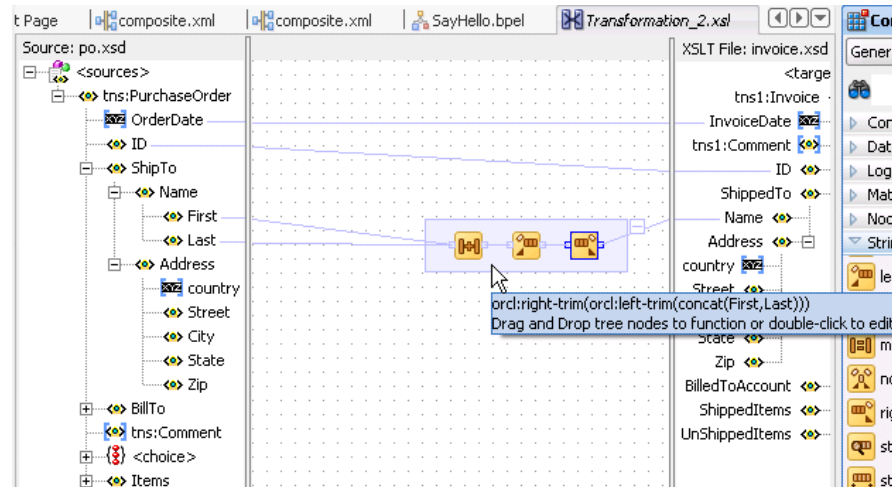 t Page
composite.xml
composite.xml
SayHello.bpel
Transformation_2.xsl
Source: po.xsd
<sources>
tns:PurchaseOrder
OrderDate
ID
ShipTo
Name
First
Last
Address
country
Street
City
State
Zip
BillTo
tns:Comment
<choice>
Items
orcl:right-trim(orcl:left-trim(concat(First,Last)))
Drag and Drop tree nodes to function or double-click to edit
XSLT File: invoice.xsd
<targe
tns1:Invoice
InvoiceDate
tns1:Comment
ID
ShippedTo
Name
Address
country
Street
State
Zip
BilledToAccount
ShippedItems
UnShippedItems
Con
Gener
Con
Dat
Log
Mat
Noc
Strin
le
m
no
rig
st
st